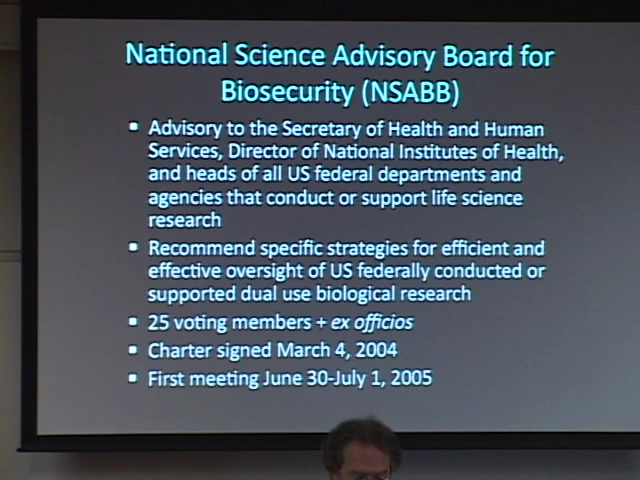 National Science Advisory Board for
Biosecurity (NSABB)
▪ Advisory to the Secretary of Health and Human
Services, Director of National Institutes of Health,
and heads of all US federal departments and
agencies that conduct or support life science
research
▪ Recommend specific strategies for efficient and
effective oversight of US federally conducted or
supported dual use biological research
▪ 25 voting members + ex officios
▪ Charter signed March 4, 2004
▪ First meeting June 30-July 1, 2005